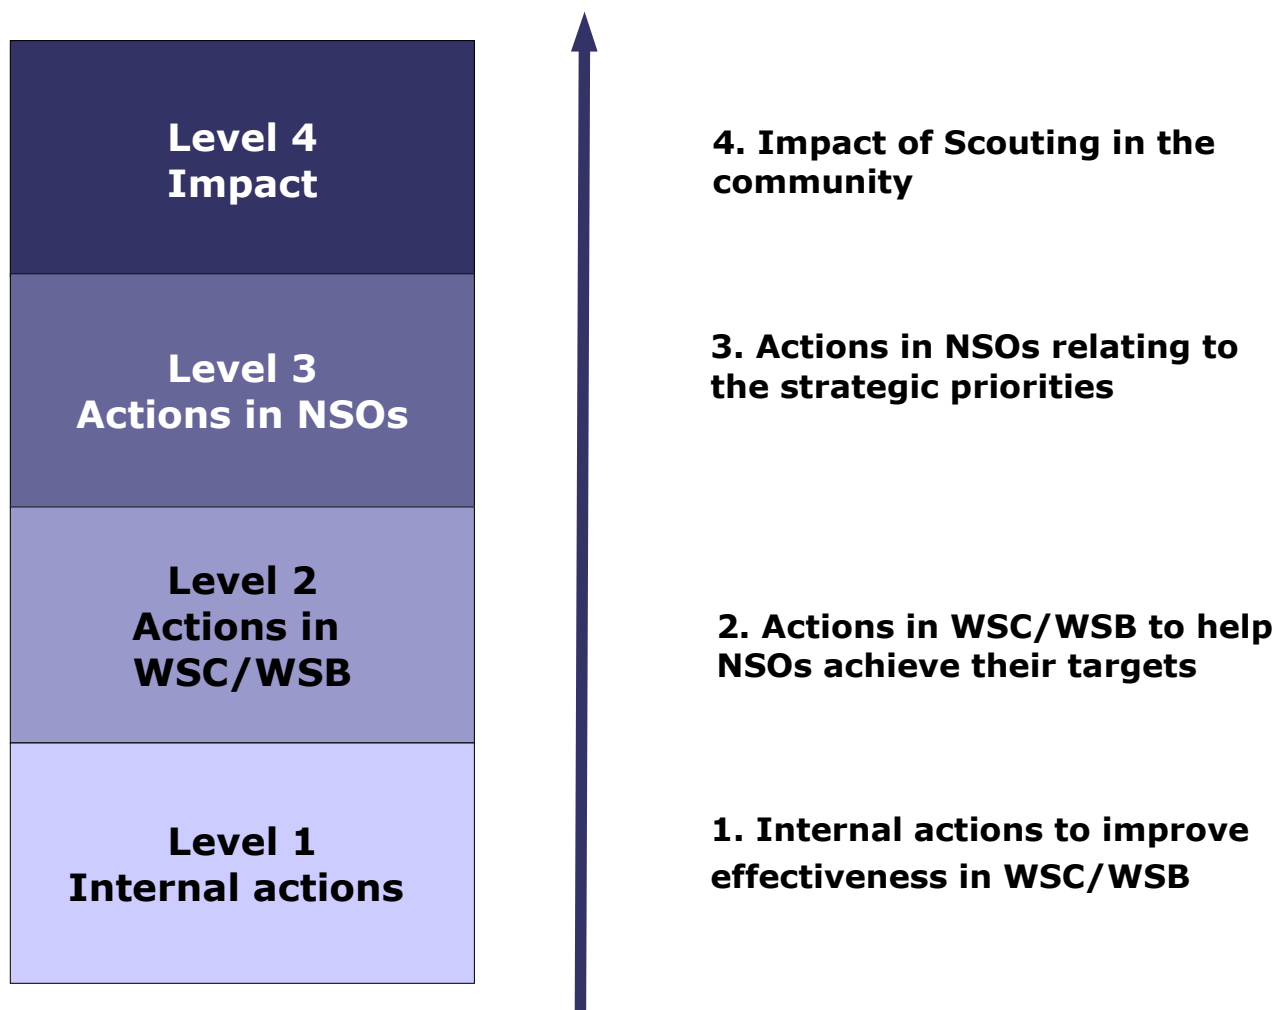 Level 4
Impact
4. Impact of Scouting in the
community
Level 3
Actions in NSOs
3. Actions in NSOs relating to
the strategic priorities
Level 2
Actions in
WSC/WSB
2. Actions in WSC/WSB to help
NSOs achieve their targets
Level 1
Internal actions
1. Internal actions to improve
effectiveness in WSC/WSB